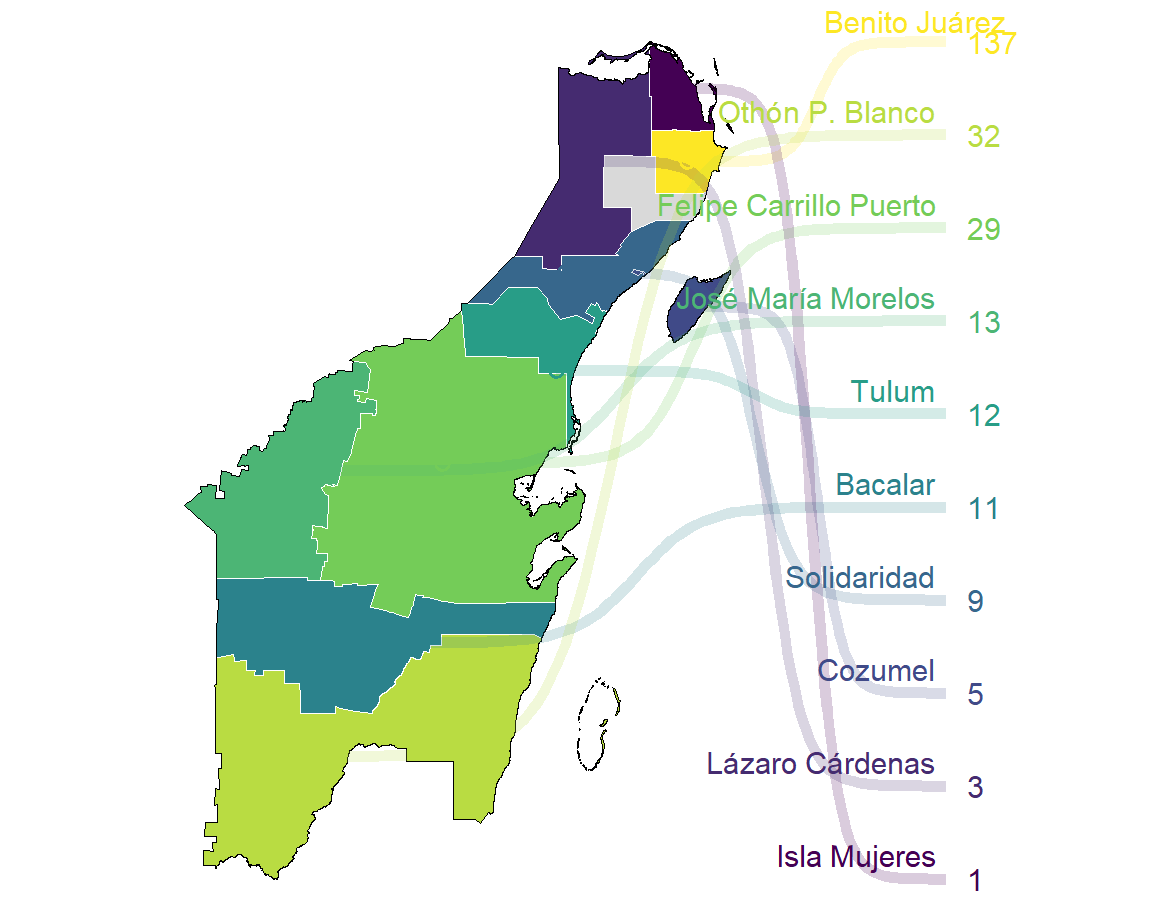 Benito Juárez
137
Othón P. Blanco
32
Felipe Carrillo Puerto
29
José María Morelos
13
Tulum
12
Bacalar
11
Solidaridad
9
Cozumel
5
Lázaro Cárdenas
3
Isla Mujeres
1